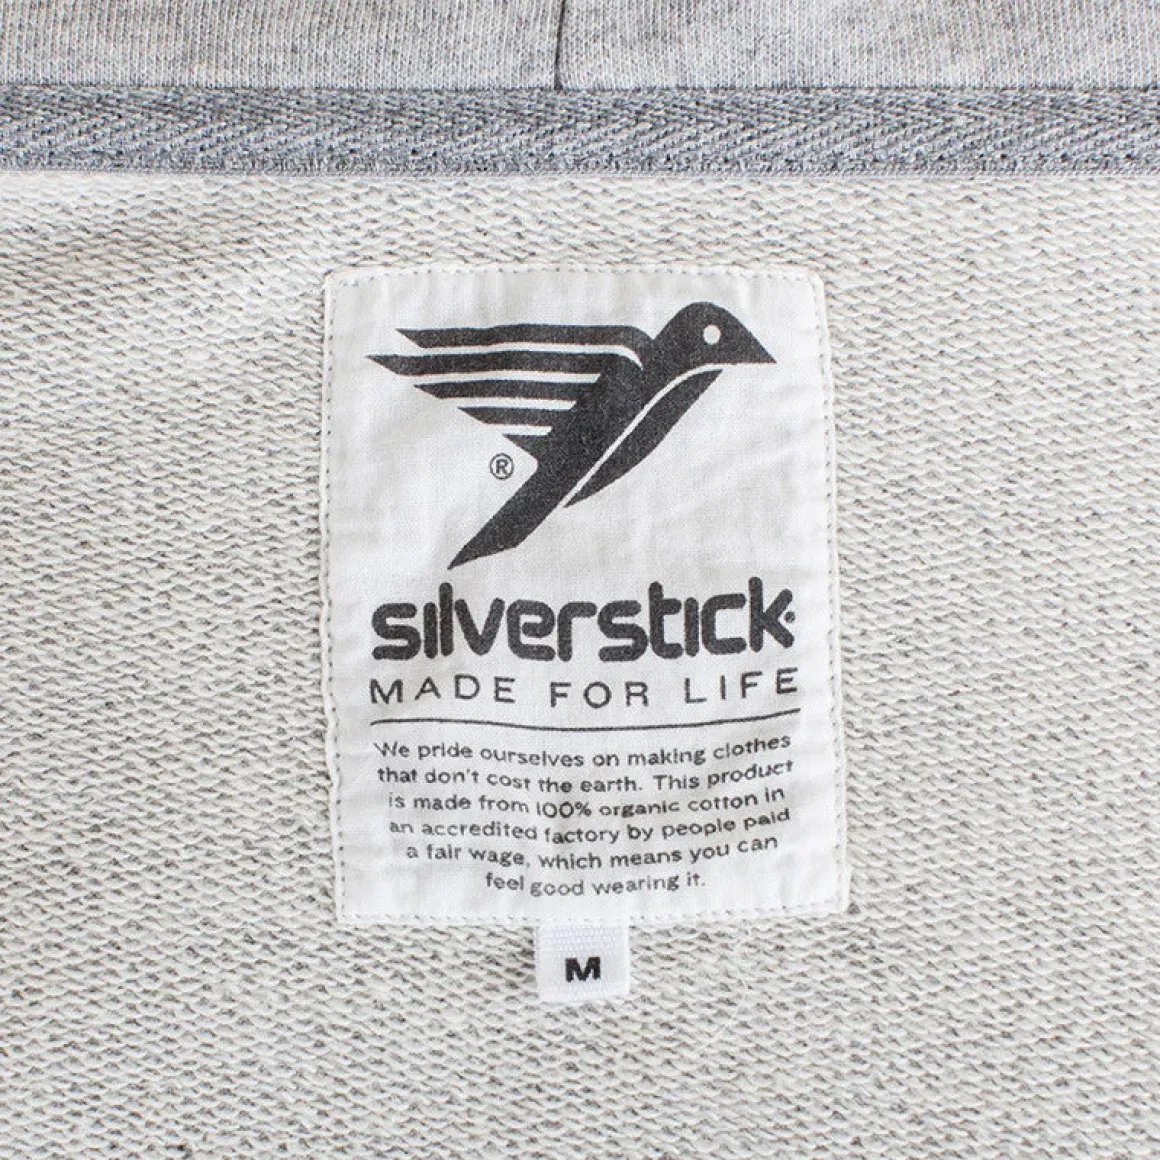 ®
silverstick
MADE FOR LIFE
We pride ourselves on making clothes
that don't cost the earth. This product
is made from 100% organic cotton in
an accredited factory by people paid
a fair wage, which means you can
feel good wearing it.
M